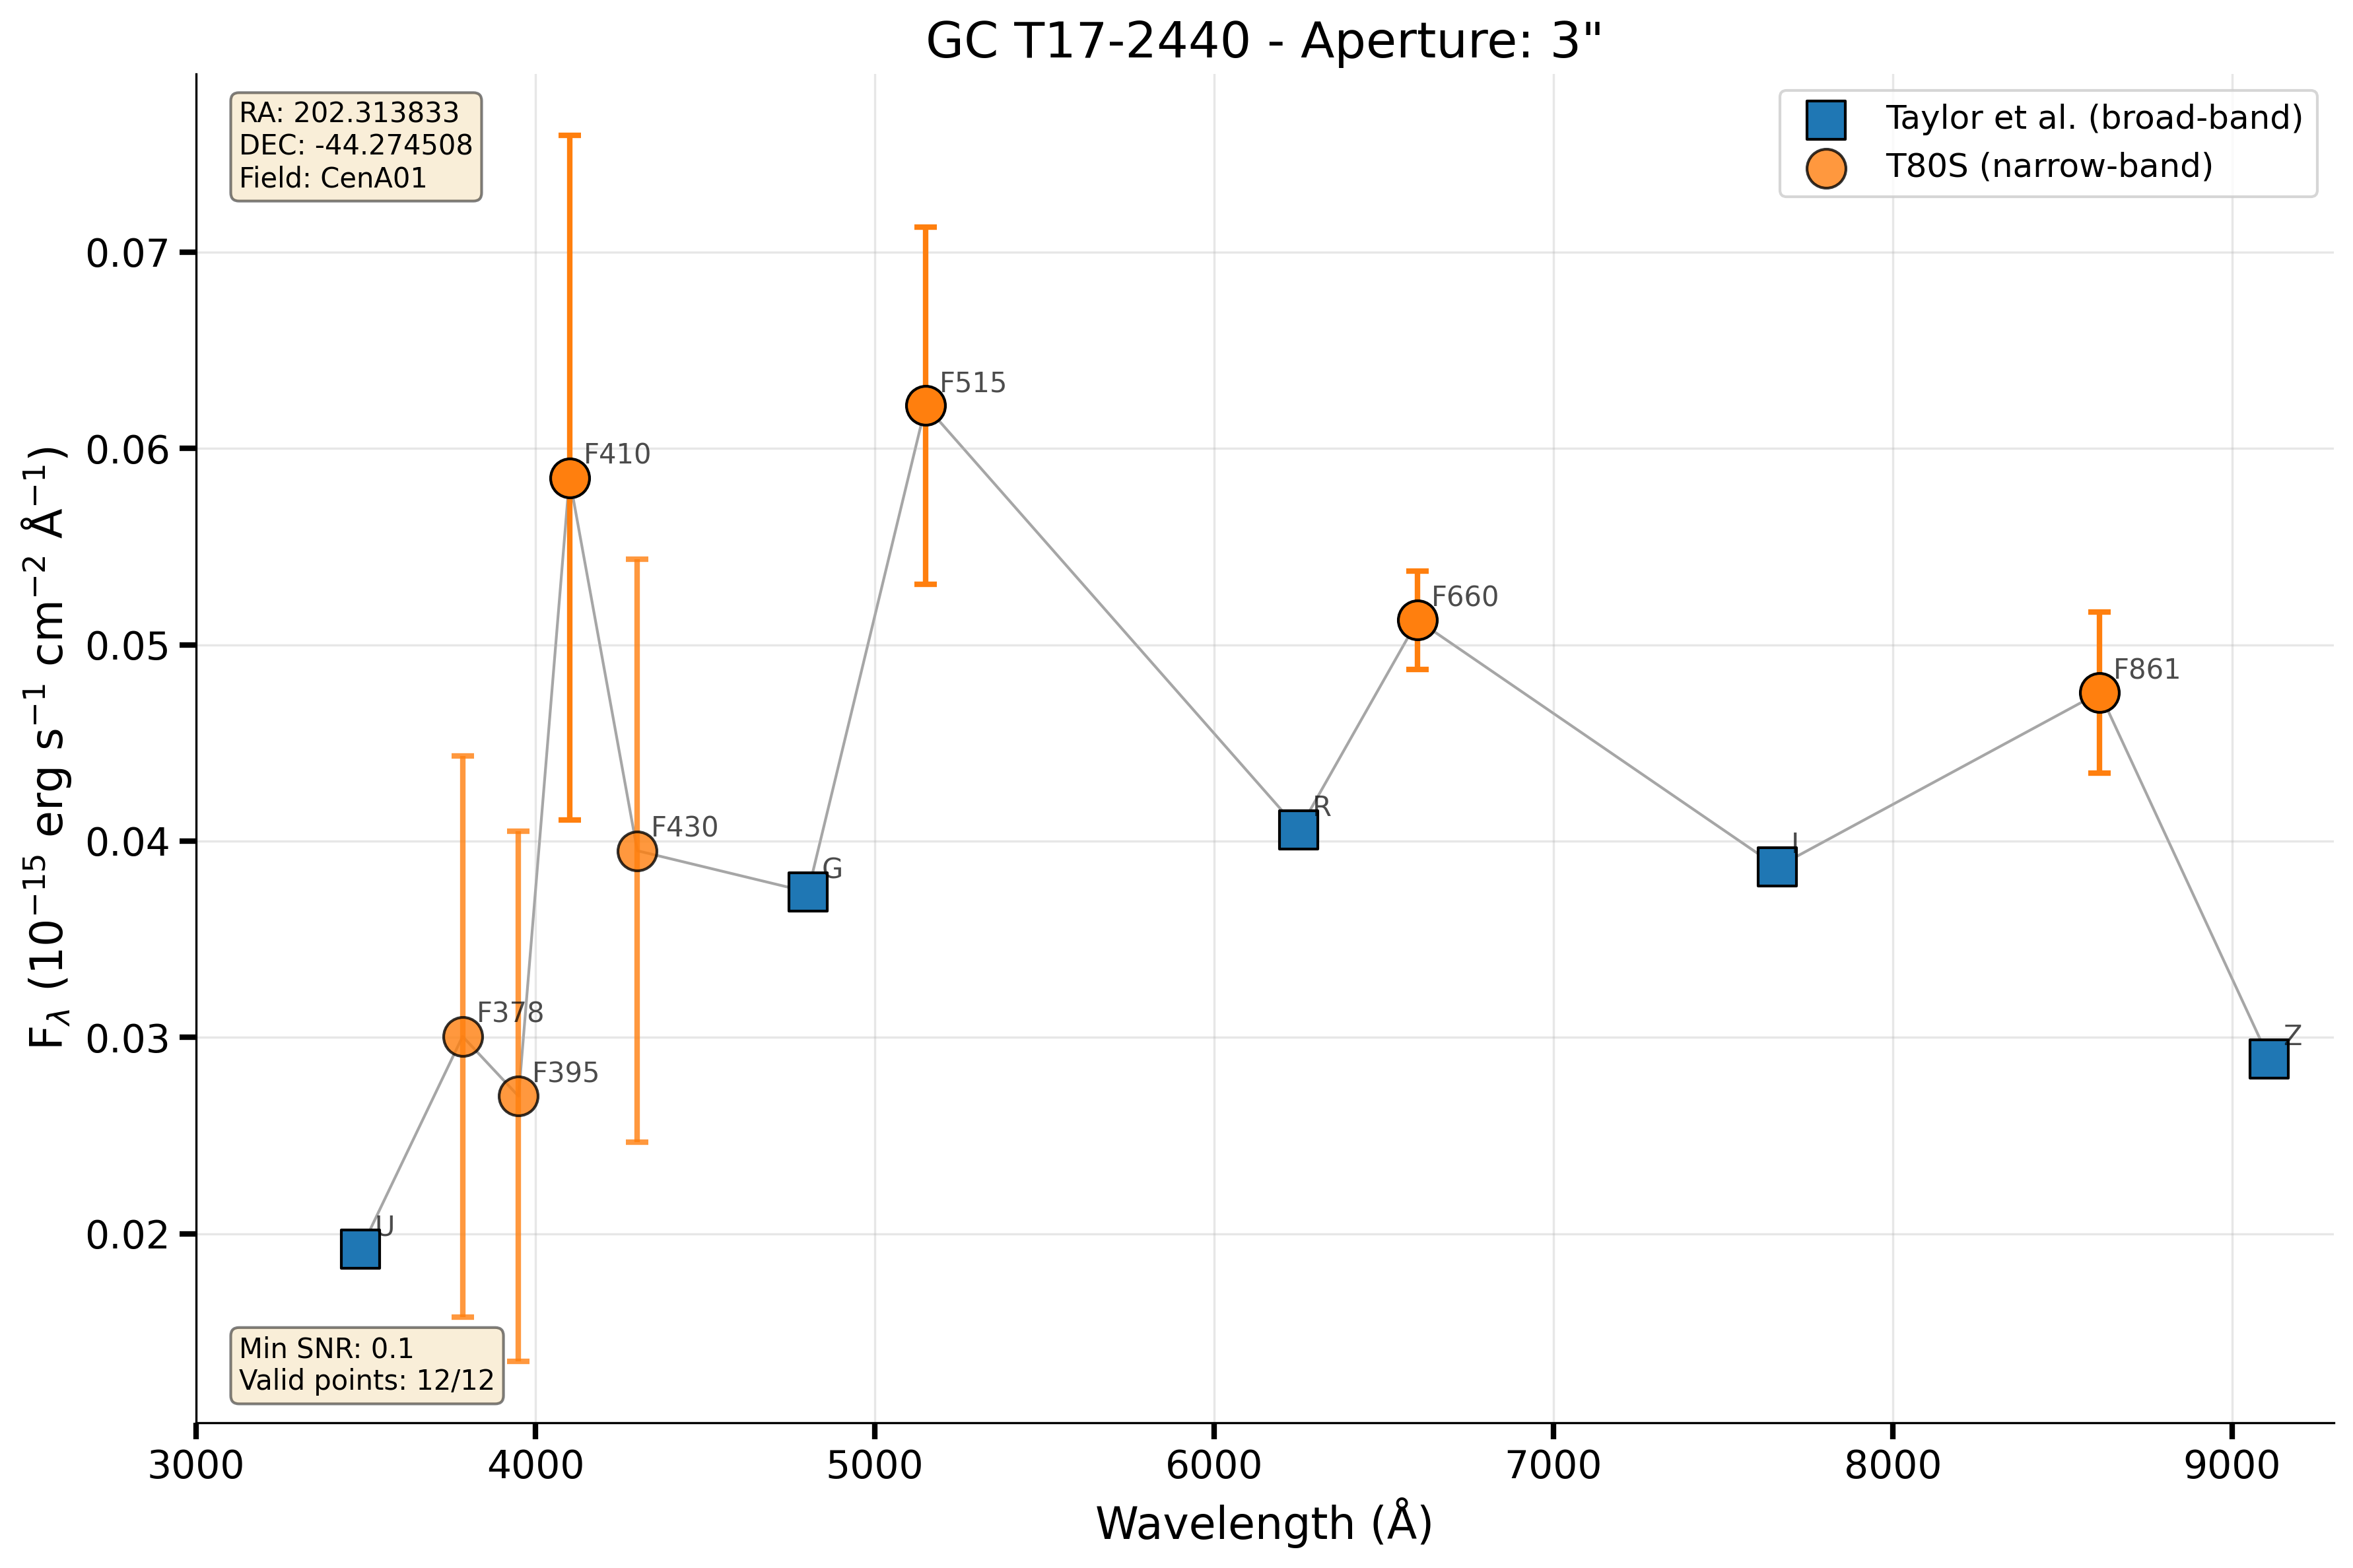 GC T17-2440 - Aperture: 3"
RA: 202.313833
DEC: -44.274508
Field: CenA01
Taylor et al. (broad-band)
T80S (narrow-band)
F$_\lambda$ (10$^{-15}$ erg s$^{-1}$ cm$^{-2}$ Å$^{-1}$)
0.07
0.06
0.05
0.04
0.03
0.02
U
F378
F395
F410
F430
G
F515
R
F660
I
F861
Z
Min SNR: 0.1
Valid points: 12/12
3000 4000 5000 6000 7000 8000 9000
Wavelength (Å)